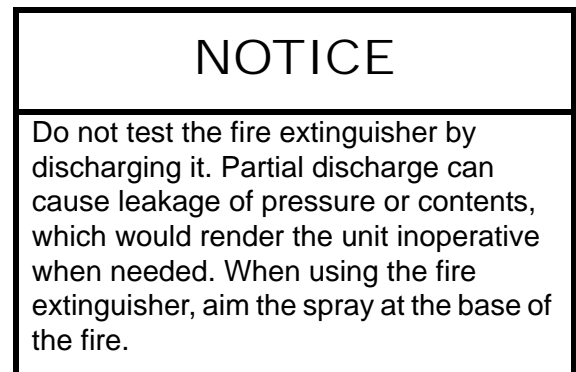 NOTICE
Do not test the fire extinguisher by
discharging it. Partial discharge can
cause leakage of pressure or contents,
which would render the unit inoperative
when needed. When using the fire
extinguisher, aim the spray at the base of
the fire.